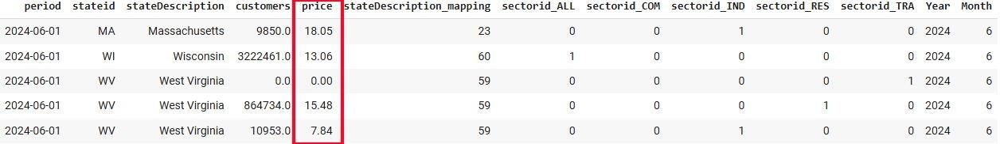 period stateid stateDescription customers price stateDescription_mapping sectorid_ALL sectorid_COM sectorid_IND sectorid_RES sectorid_TRA Year Month
2024-06-01 MA Massachusetts 9850.0 18.05 23 0 0 1 0 0 2024 6
2024-06-01 WI Wisconsin 3222461.0 13.06 60 1 0 0 0 0 2024 6
2024-06-01 WV West Virginia 0.0 0.00 59 0 0 0 0 1 2024 6
2024-06-01 WV West Virginia 864734.0 15.48 59 0 0 0 1 0 2024 6
2024-06-01 WV West Virginia 10953.0 7.84 59 0 0 1 0 0 2024 6